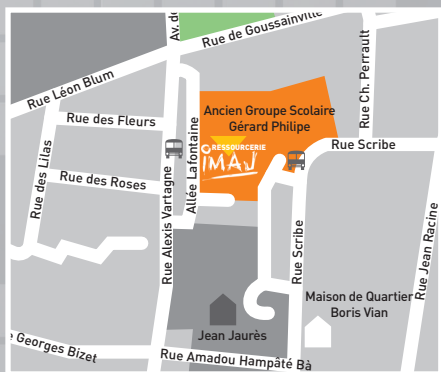 Av. de
Rue de Goussainville
Rue Léon Blum
Rue Ch. Perrault
Ancien Groupe Scolaire
Gérard Philipe
Rue des Fleurs
RESSOURCERIE
IMAJ
Rue Scribe
Rue des Lilas
Rue des Roses
Allée Lafontaine
Rue Alexis Vartagne
Rue Scribe
Rue Jean Racine
Maison de Quartier
Boris Vian
Jean Jaurès
Georges Bizet
Rue Amadou Hampâté Bà